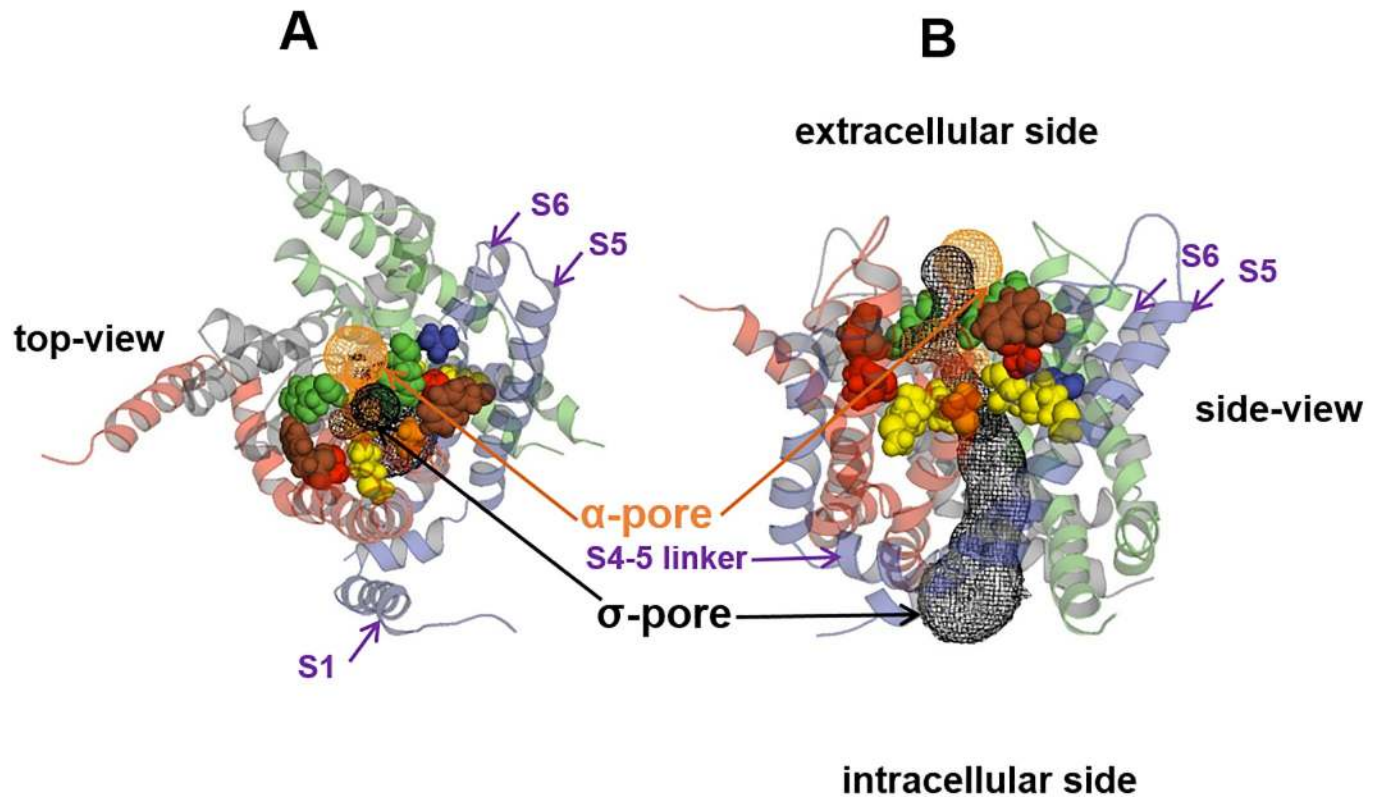 A
B
extracellular side
S6
S5
S6
S5
top-view
side-view
α-pore
S4-5 linker
σ-pore
S1
intracellular side